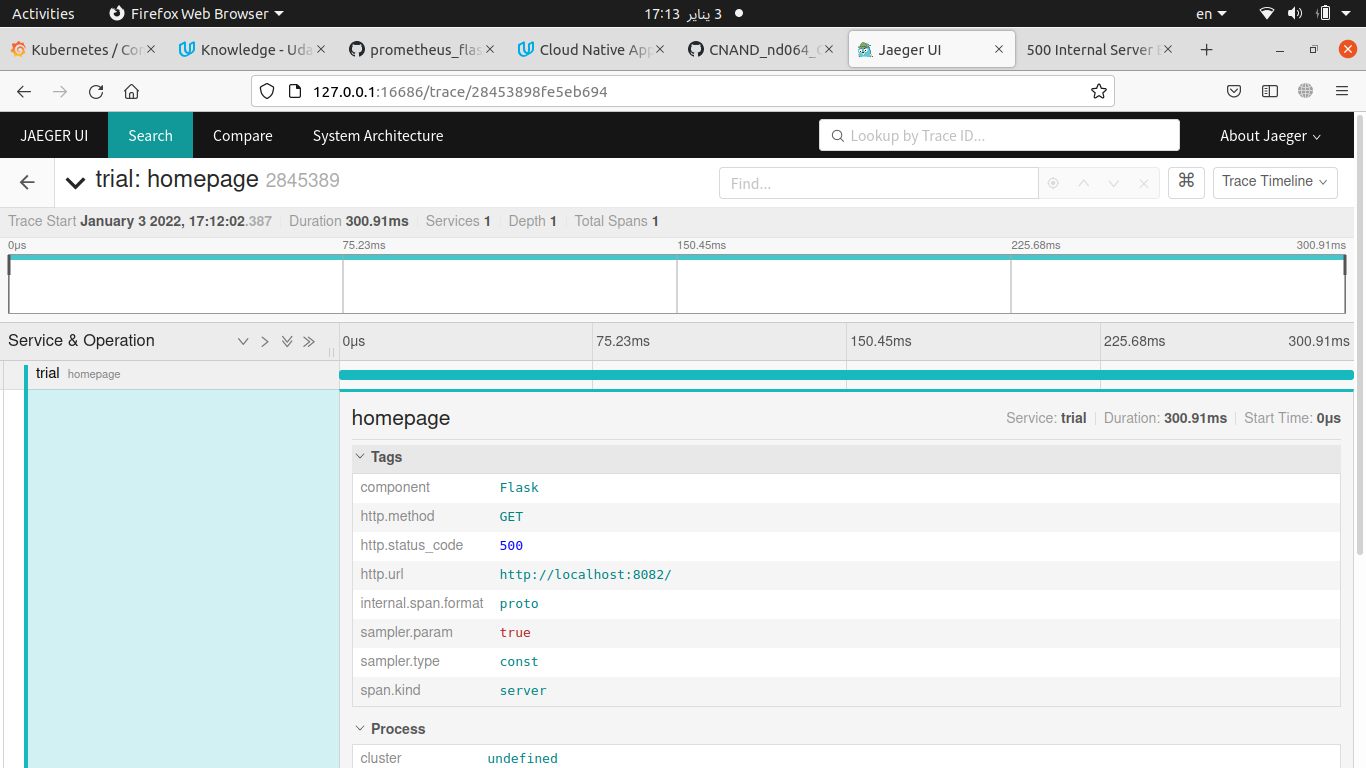 Activities Firefox Web Browser 3 يناير 17:13 en
Kubernetes / Cor Knowledge - Uda prometheus_flas Cloud Native App CNAND_nd064_ Jaeger UI 500 Internal Server
127.0.0.1:16686/trace/28453898fe5eb694
JAEGER UI Search Compare System Architecture Lookup by Trace ID... About Jaeger
trial: homepage 2845389 Find... ⌘ Trace Timeline
Trace Start January 3 2022, 17:12:02.387 Duration 300.91ms Services 1 Depth 1 Total Spans 1
0μs 75.23ms 150.45ms 225.68ms 300.91ms
Service & Operation 0μs 75.23ms 150.45ms 225.68ms 300.91ms
trial homepage
homepage Service: trial Duration: 300.91ms Start Time: 0μs
Tags
component Flask
http.method GET
http.status_code 500
http.url http://localhost:8082/
internal.span.format proto
sampler.param true
sampler.type const
span.kind server
Process
cluster undefined